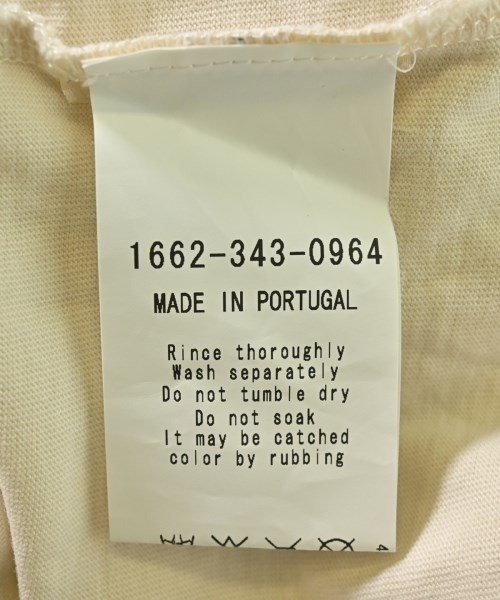 1662-343-0964
MADE IN PORTUGAL
Rince thoroughly
Wash separately
Do not tumble dry
Do not soak
It may be catched
color by rubbing